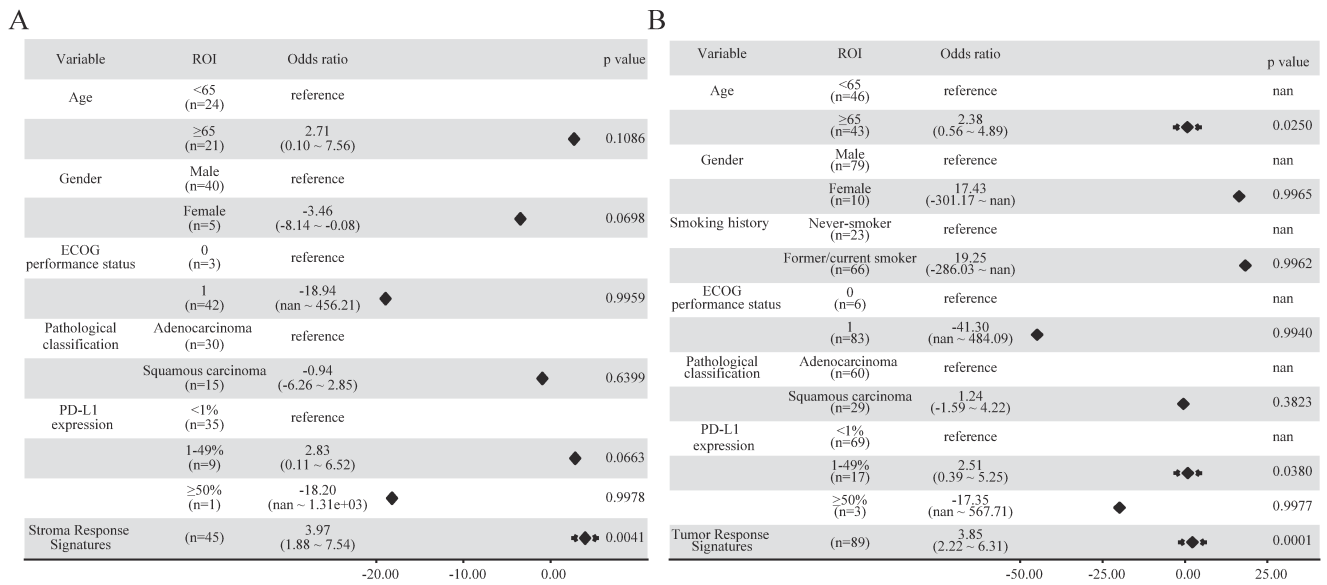 A
Variable ROI Odds ratio p value
Age <65 (n=24) reference
≥65 (n=21) 2.71 (0.10 ~ 7.56) 0.1086
Gender Male (n=40) reference
Female (n=5) -3.46 (-8.14 ~ -0.08) 0.0698
ECOG performance status 0 (n=3) reference
1 (n=42) -18.94 (nan ~ 456.21) 0.9959
Pathological classification Adenocarcinoma (n=30) reference
Squamous carcinoma (n=15) -0.94 (-6.26 ~ 2.85) 0.6399
PD-L1 expression <1% (n=35) reference
1-49% (n=9) 2.83 (0.11 ~ 6.52) 0.0663
≥50% (n=1) -18.20 (nan ~ 1.31e+03) 0.9978
Stroma Response Signatures (n=45) 3.97 (1.88 ~ 7.54) 0.0041
-20.00 -10.00 0.00
B
Variable ROI Odds ratio p value
Age <65 (n=46) reference nan
≥65 (n=43) 2.38 (0.56 ~ 4.89) 0.0250
Gender Male (n=79) reference nan
Female (n=10) 17.43 (-301.17 ~ nan) 0.9965
Smoking history Never-smoker (n=23) reference nan
Former/current smoker (n=66) 19.25 (-286.03 ~ nan) 0.9962
ECOG performance status 0 (n=6) reference nan
1 (n=83) -41.30 (nan ~ 484.09) 0.9940
Pathological classification Adenocarcinoma (n=60) reference nan
Squamous carcinoma (n=29) 1.24 (-1.59 ~ 4.22) 0.3823
PD-L1 expression <1% (n=69) reference nan
1-49% (n=17) 2.51 (0.39 ~ 5.25) 0.0380
≥50% (n=3) -17.35 (nan ~ 567.71) 0.9977
Tumor Response Signatures (n=89) 3.85 (2.22 ~ 6.31) 0.0001
-50.00 -25.00 0.00 25.00